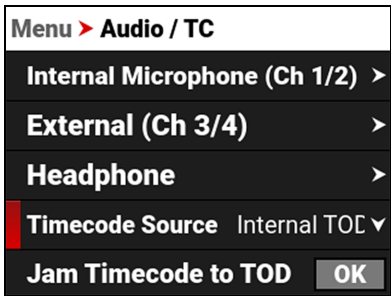 Menu > Audio / TC
Internal Microphone (Ch 1/2) >
External (Ch 3/4) >
Headphone >
Timecode Source Internal TOD
Jam Timecode to TOD OK